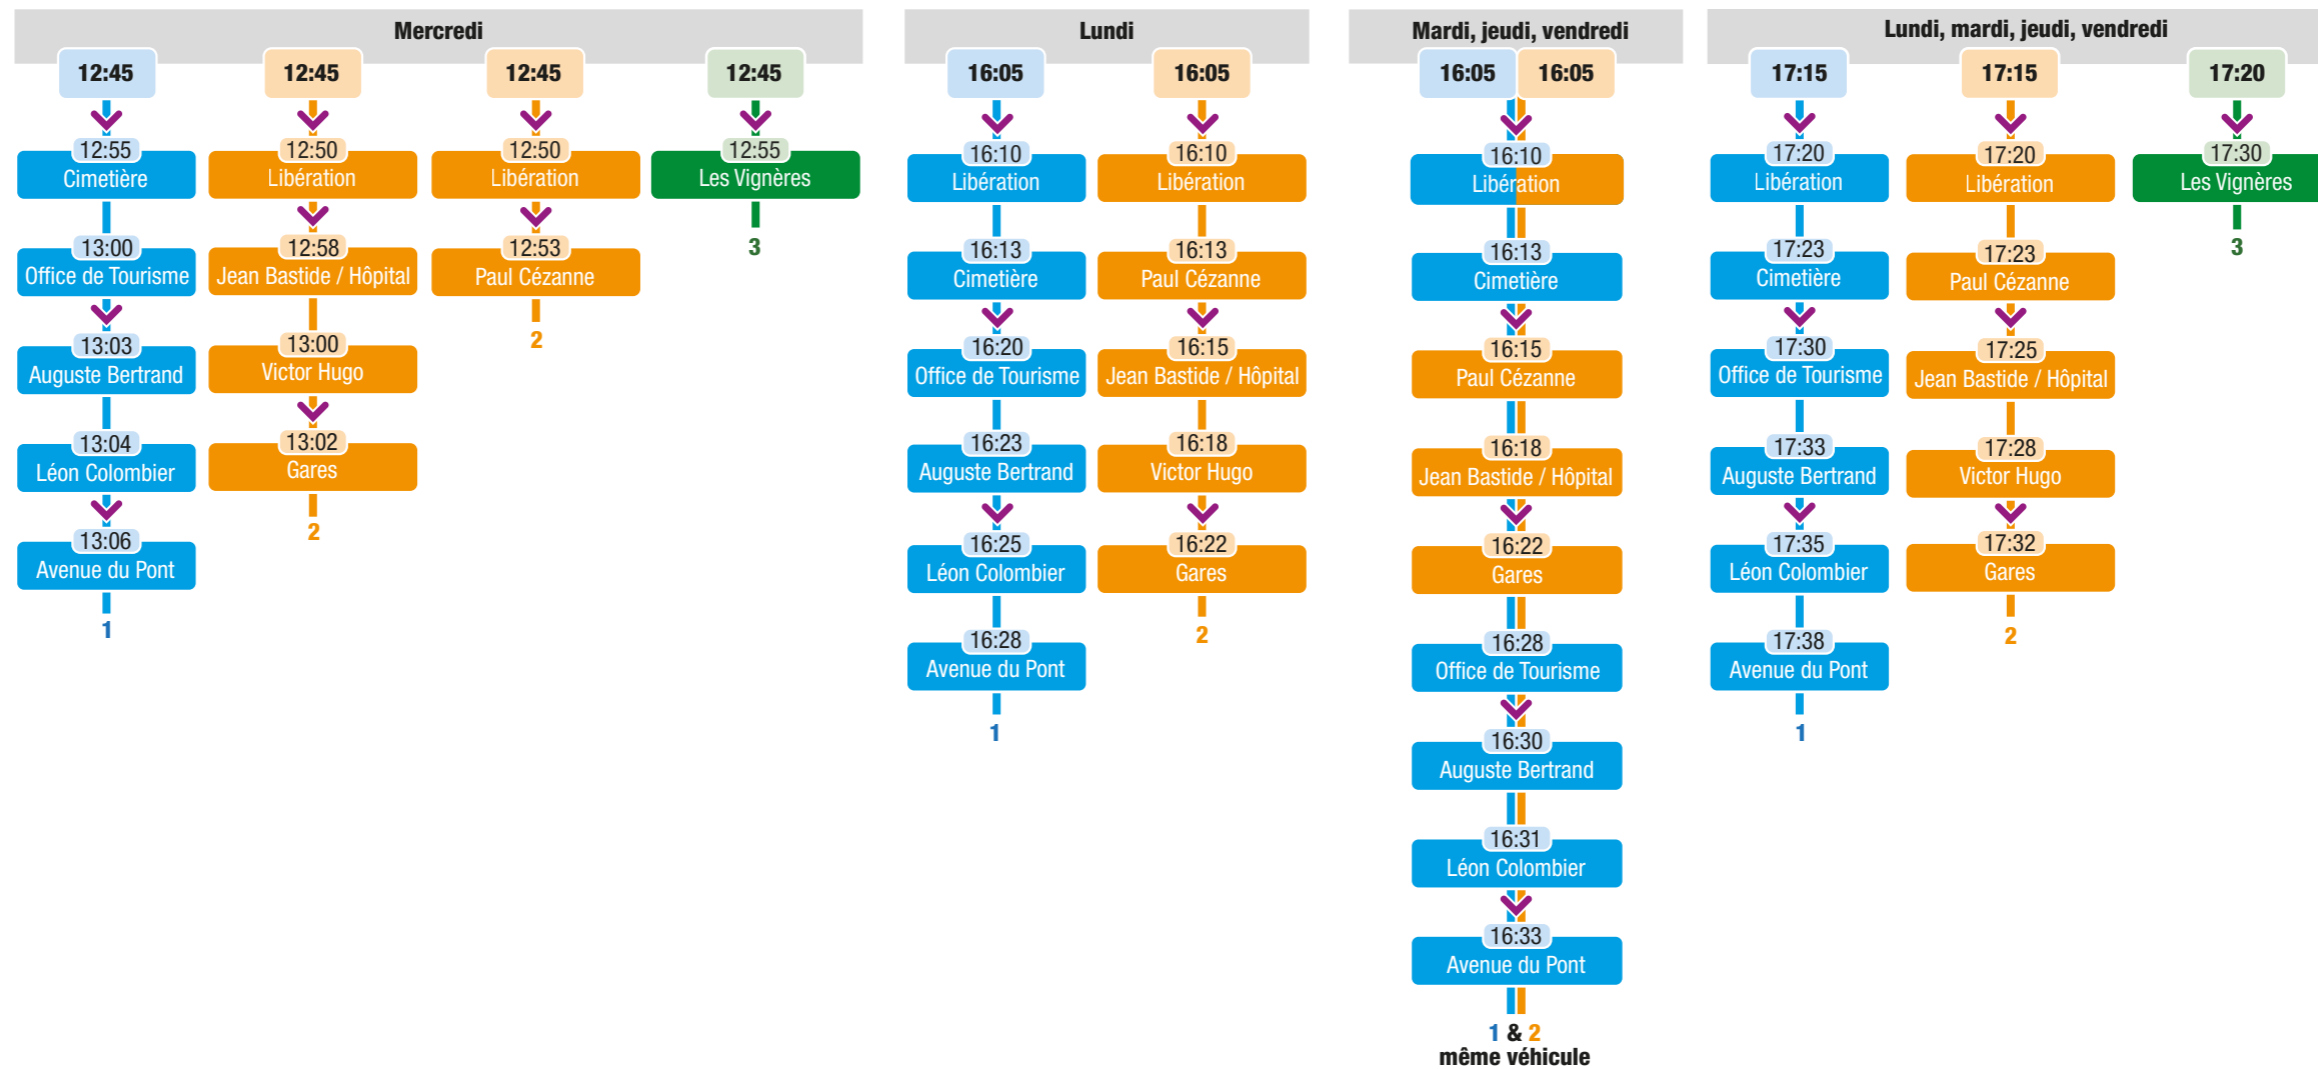 Mercredi
12:45
12:55
Cimetière
13:00
Office de Tourisme
13:03
Auguste Bertrand
13:04
Léon Colombier
13:06
Avenue du Pont
1
12:45
12:50
Libération
12:58
Jean Bastide / Hôpital
13:00
Victor Hugo
13:02
Gares
2
12:45
12:50
Libération
12:53
Paul Cézanne
2
12:45
12:55
Les Vignères
3
Lundi
16:05
16:10
Libération
16:13
Cimetière
16:20
Office de Tourisme
16:23
Auguste Bertrand
16:25
Léon Colombier
16:28
Avenue du Pont
1
16:05
16:10
Libération
16:13
Paul Cézanne
16:15
Jean Bastide / Hôpital
16:18
Victor Hugo
16:22
Gares
2
Mardi, jeudi, vendredi
16:05 16:05
16:10
Libération
16:13
Cimetière
16:15
Paul Cézanne
16:18
Jean Bastide / Hôpital
16:22
Gares
16:28
Office de Tourisme
16:30
Auguste Bertrand
16:31
Léon Colombier
16:33
Avenue du Pont
1 & 2
même véhicule
Lundi, mardi, jeudi, vendredi
17:15
17:20
Libération
17:23
Cimetière
17:30
Office de Tourisme
17:33
Auguste Bertrand
17:35
Léon Colombier
17:38
Avenue du Pont
1
17:15
17:20
Libération
17:23
Paul Cézanne
17:25
Jean Bastide / Hôpital
17:28
Victor Hugo
17:32
Gares
2
17:20
17:30
Les Vignères
3